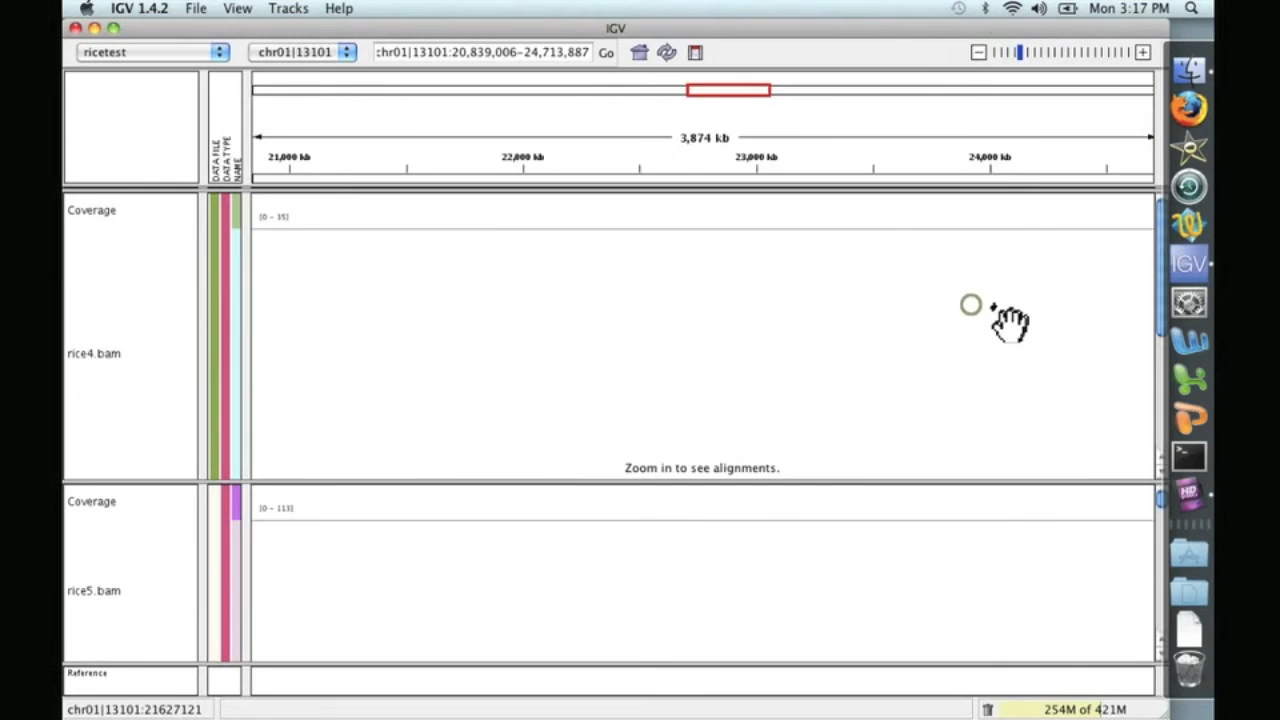 IGV 1.4.2 File View Tracks Help Mon 3:17 PM
IGV
ricetest chr01|13101 chr01|13101:20,839,006-24,713,887 Go
DATA FILE
DATA TYPE
NAME
3,874 kb
21,000 kb 22,000 kb 23,000 kb 24,000 kb
Coverage
[0 - 35]
rice4.bam
Zoom in to see alignments.
Coverage
[0 - 113]
rice5.bam
Reference
chr01|13101:21627121 254M of 421M
IGV
HD